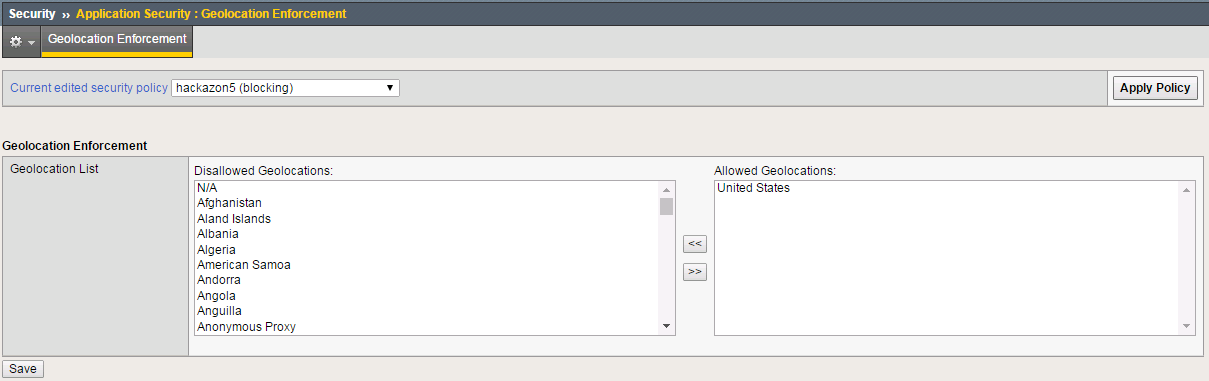 Security ›› Application Security : Geolocation Enforcement
Geolocation Enforcement
Current edited security policy hackazon5 (blocking) Apply Policy
Geolocation Enforcement
Geolocation List
Disallowed Geolocations:
N/A
Afghanistan
Aland Islands
Albania
Algeria
American Samoa
Andorra
Angola
Anguilla
Anonymous Proxy
<<
>>
Allowed Geolocations:
United States
Save